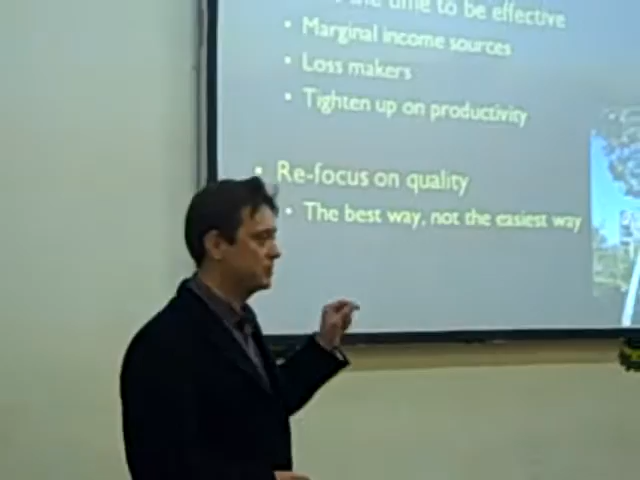 the time to be effective
• Marginal income sources
• Loss makers
• Tighten up on productivity
• Re-focus on quality
• The best way, not the easiest way